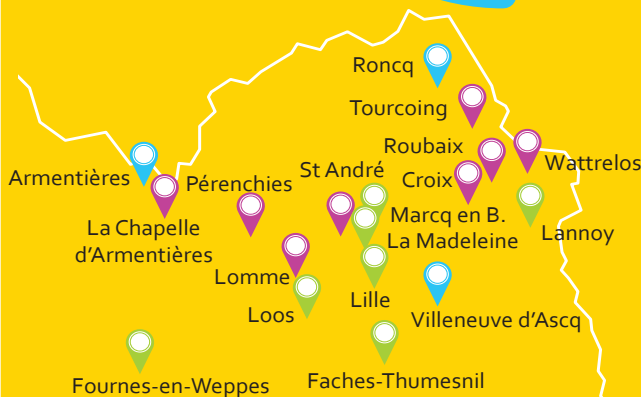 Roncq
Tourcoing
Roubaix
Wattrelos
St André
Armentières
Pérenchies
Croix
Marcq en B.
La Chapelle
d'Armentières
La Madeleine
Lannoy
Lomme
Lille
Loos
Villeneuve d'Ascq
Fournes-en-Weppes
Faches-Thumesnil